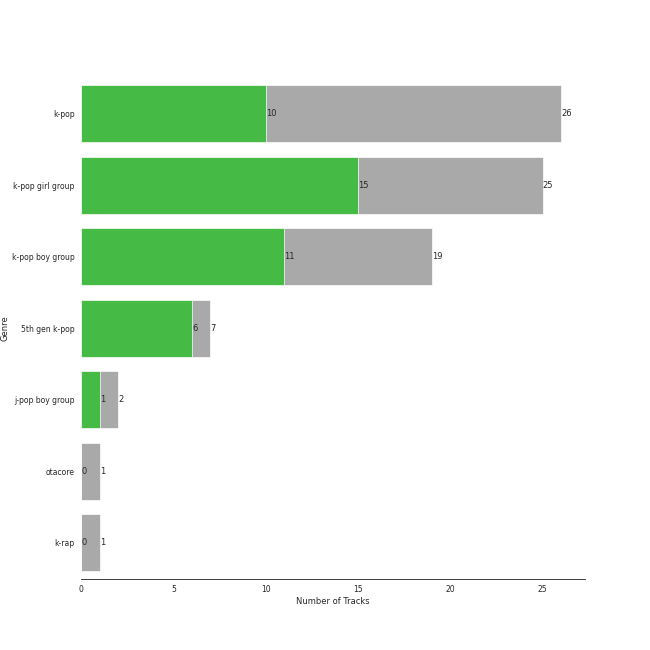 k-pop 10 26
k-pop girl group 15 25
k-pop boy group 11 19
5th gen k-pop 6 7
j-pop boy group 1 2
otacore 0 1
k-rap 0 1
Genre
0 5 10 15 20 25
Number of Tracks